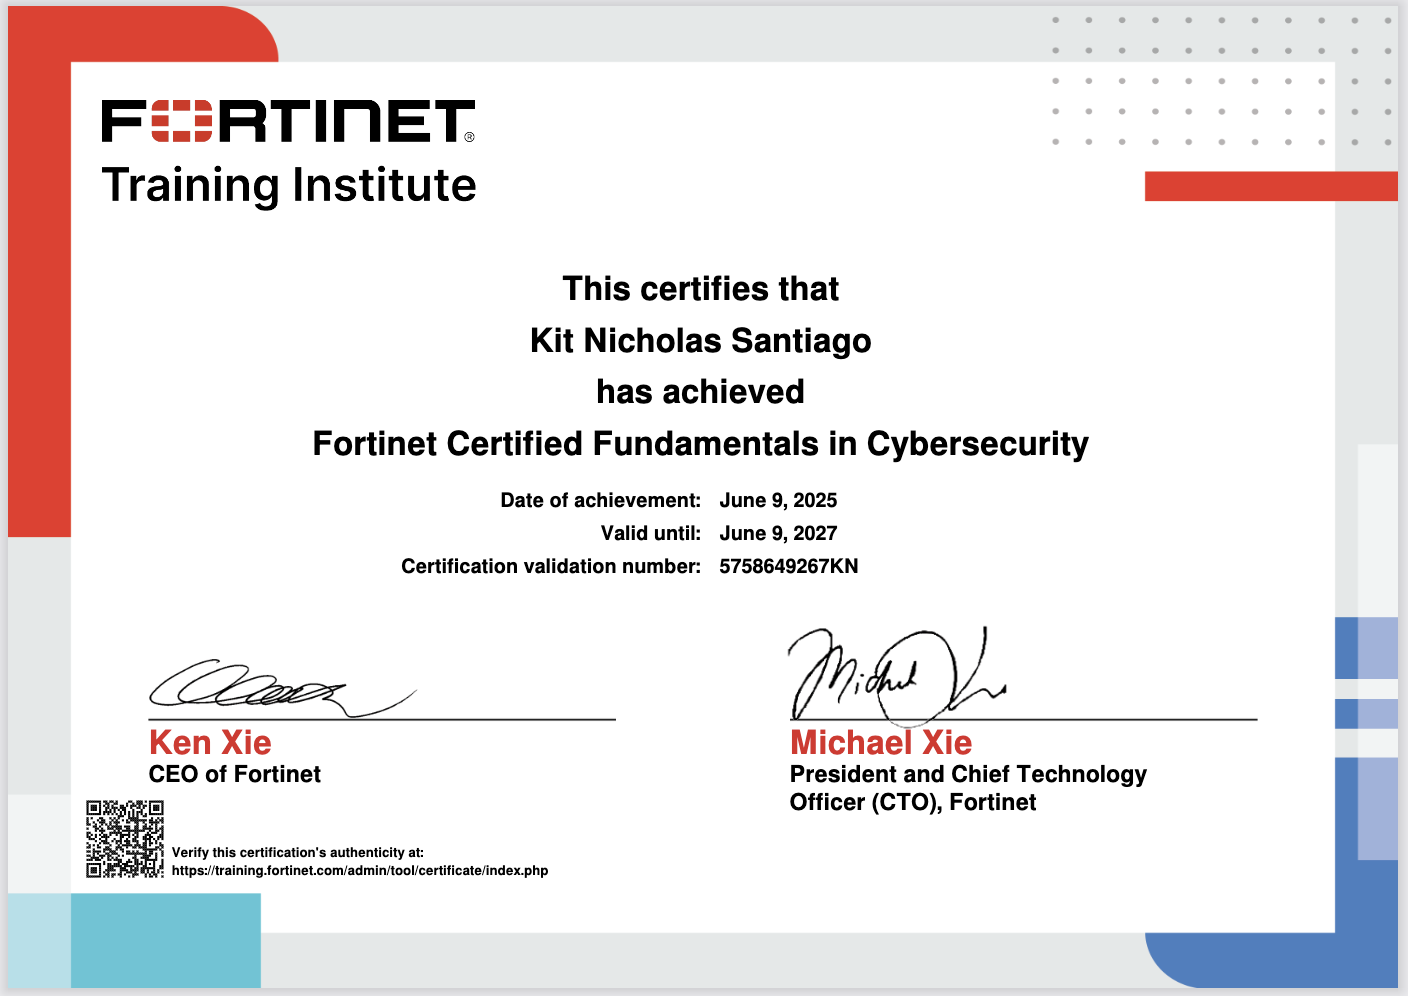 FORTINET®
Training Institute
This certifies that
Kit Nicholas Santiago
has achieved
Fortinet Certified Fundamentals in Cybersecurity
Date of achievement: June 9, 2025
Valid until: June 9, 2027
Certification validation number: 5758649267KN
Michael Xie
Ken Xie
CEO of Fortinet
Michael Xie
President and Chief Technology
Officer (CTO), Fortinet
Verify this certification's authenticity at:
https://training.fortinet.com/admin/tool/certificate/index.php